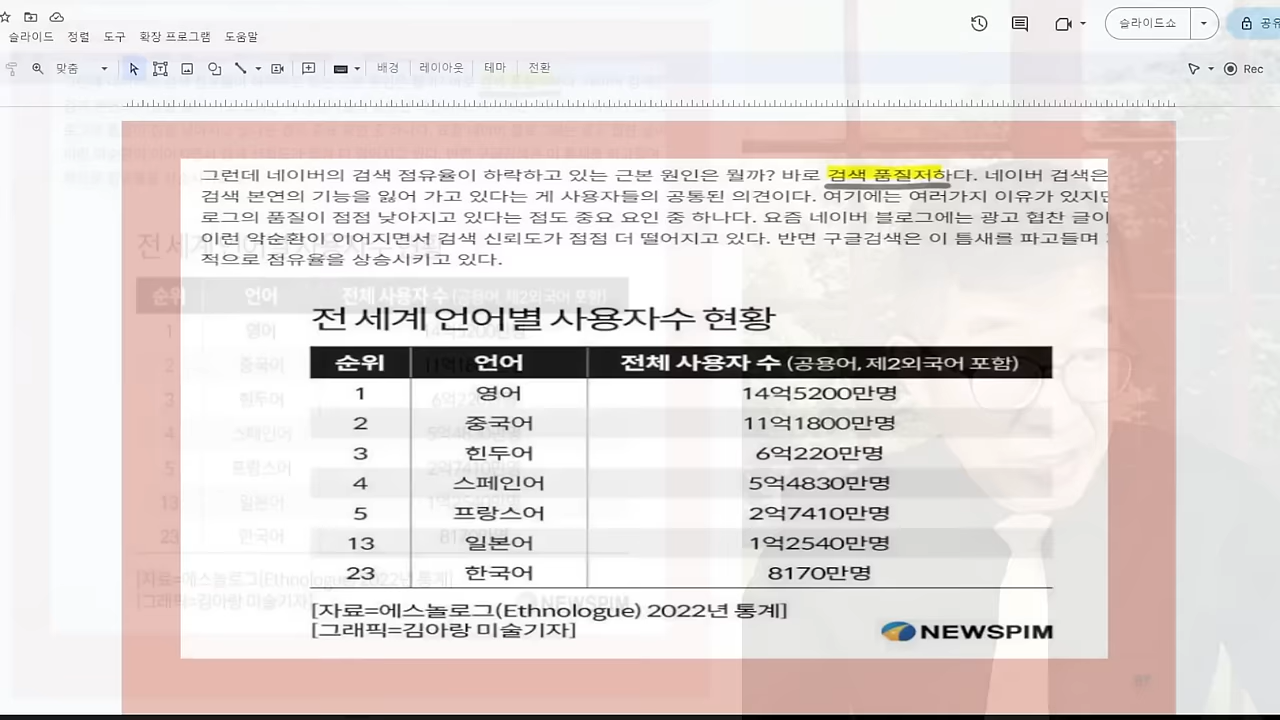 슬라이드 정렬 도구 확장 프로그램 도움말
슬라이드쇼
공유
맞춤 배경 레이아웃 테마 전환 Rec
그런데 네이버의 검색 점유율이 하락하고 있는 근본 원인은 뭘까? 바로 검색 품질저하다. 네이버 검색은
검색 본연의 기능을 잃어 가고 있다는 게 사용자들의 공통된 의견이다. 여기에는 여러가지 이유가 있지만
로그의 품질이 점점 낮아지고 있다는 점도 중요 요인 중 하나다. 요즘 네이버 블로그에는 광고 협찬 글이
이런 악순환이 이어지면서 검색 신뢰도가 점점 더 떨어지고 있다. 반면 구글검색은 이 틈새를 파고들며
적으로 점유율을 상승시키고 있다.
전 세계 언어별 사용자수 현황
순위 언어 전체 사용자 수 (공용어, 제2외국어 포함)
1 영어 14억5200만명
2 중국어 11억1800만명
3 힌두어 6억220만명
4 스페인어 5억4830만명
5 프랑스어 2억7410만명
13 일본어 1억2540만명
23 한국어 8170만명
[자료=에스놀로그(Ethnologue) 2022년 통계]
[그래픽=김아랑 미술기자]
NEWSPIM